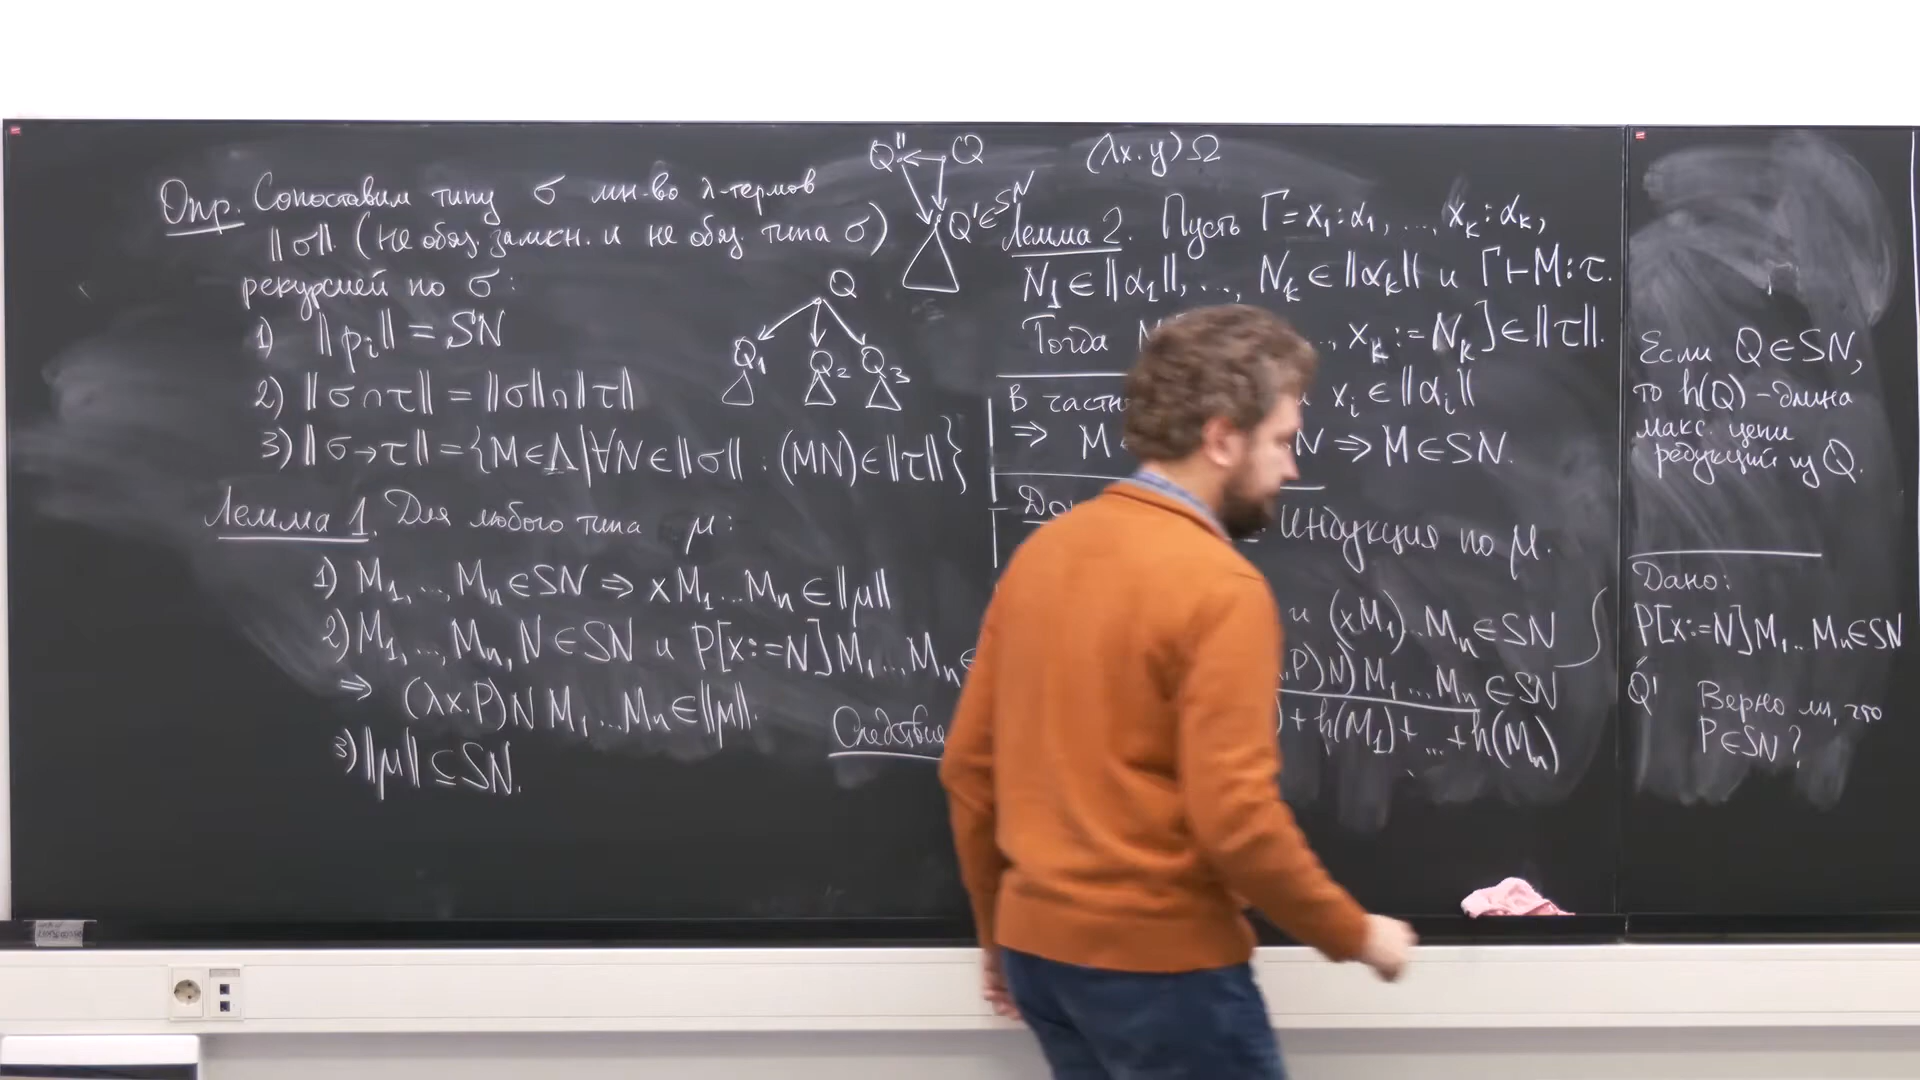 Опр. Сопоставим типу σ мн-во λ-термов
‖σ‖. (не обяз. замкн. и не обяз. типа σ)
рекурсией по σ:
1) ‖pᵢ‖ = SN
2) ‖σ∩τ‖ = ‖σ‖∩‖τ‖
3) ‖σ→τ‖ = {M∈Λ | ∀N∈‖σ‖ : (MN)∈‖τ‖}
Лемма 1. Для любого типа μ:
1) M₁,…,Mₙ∈SN ⇒ xM₁…Mₙ∈‖μ‖
2) M₁,…,Mₙ,N∈SN и P[x:=N]M₁…Mₙ∈
⇒ (λx.P)N M₁…Mₙ∈‖μ‖.
3) ‖μ‖⊆SN.
Следствие
Q'' Q
Q'∈SN
Q
Q₁ Q₂ Q₃
(λx.y)Ω
Лемма 2. Пусть Γ=x₁:α₁,…,xₖ:αₖ,
N₁∈‖α₁‖,…, Nₖ∈‖αₖ‖ и Γ⊢M:τ.
Тогда M , xₖ:=Nₖ]∈‖τ‖.
В частн xᵢ∈‖αᵢ‖
⇒ M N ⇒ M∈SN.
До Индукция по μ.
и (xM₁)…Mₙ∈SN
.P)N)M₁…Mₙ∈SN
)+h(M₁)+…+h(Mₙ)
Если Q∈SN,
то h(Q) – длина
макс. цепи
редукций из Q.
Дано:
P[x:=N]M₁…Mₙ∈SN
Q' Верно ли, что
P∈SN?